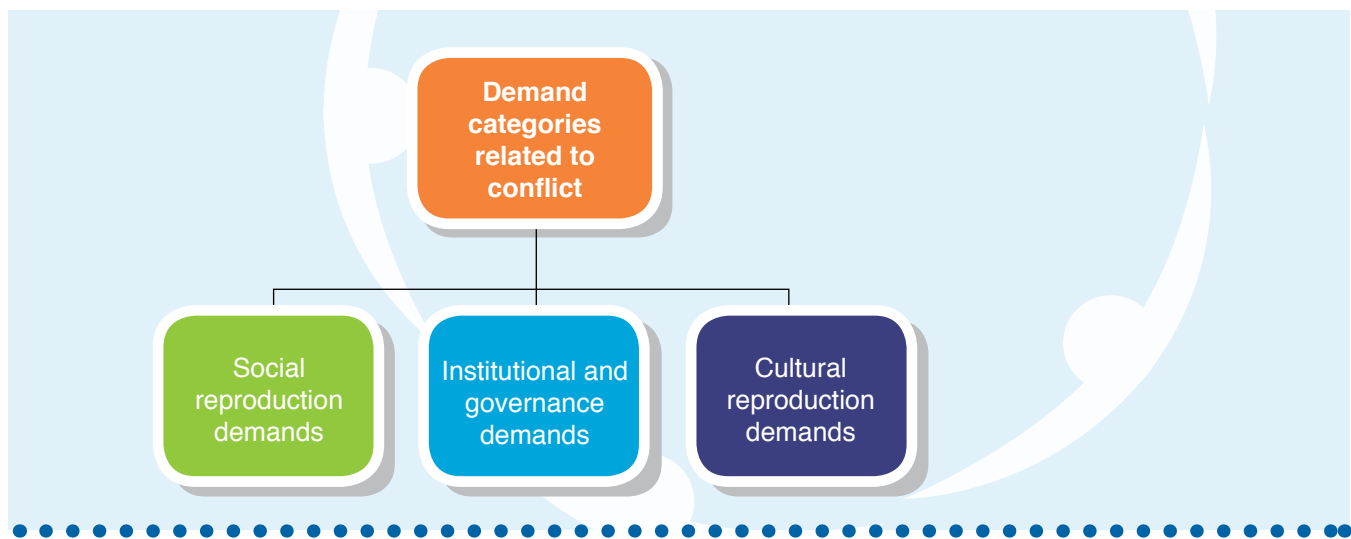 Demand
categories
related to
conflict
Social
reproduction
demands
Institutional and
governance
demands
Cultural
reproduction
demands